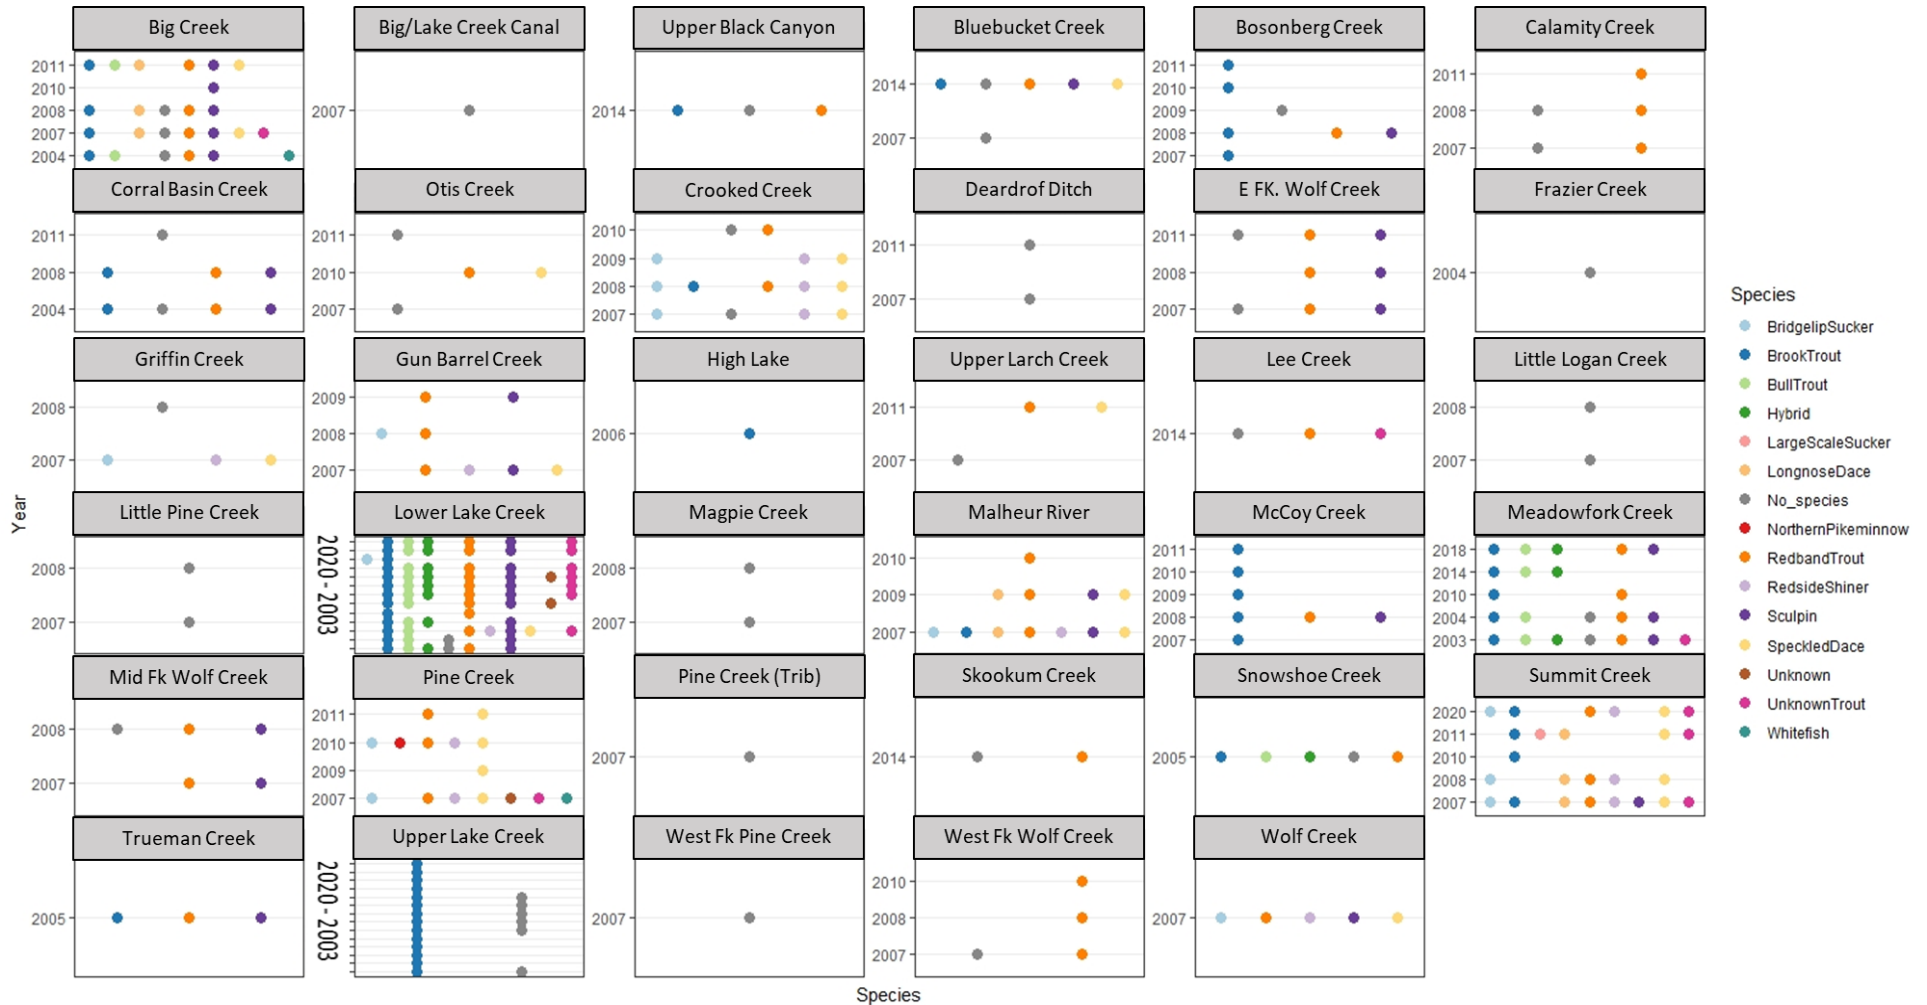 Big Creek
Big/Lake Creek Canal
Upper Black Canyon
Bluebucket Creek
Bosonberg Creek
Calamity Creek
2011
2010
2008
2007
2004
2007
2014
2014
2007
2011
2010
2009
2008
2007
2011
2008
2007
Corral Basin Creek
Otis Creek
Crooked Creek
Deardrof Ditch
E FK. Wolf Creek
Frazier Creek
2011
2008
2004
2011
2010
2007
2010
2009
2008
2007
2011
2007
2011
2008
2007
2004
Griffin Creek
Gun Barrel Creek
High Lake
Upper Larch Creek
Lee Creek
Little Logan Creek
2008
2007
2009
2008
2007
2006
2011
2007
2014
2008
2007
Little Pine Creek
Lower Lake Creek
Magpie Creek
Malheur River
McCoy Creek
Meadowfork Creek
2008
2007
2020 - 2003
2008
2007
2010
2009
2007
2011
2010
2009
2008
2007
2018
2014
2010
2004
2003
Mid Fk Wolf Creek
Pine Creek
Pine Creek (Trib)
Skookum Creek
Snowshoe Creek
Summit Creek
2008
2007
2011
2010
2009
2007
2007
2014
2005
2020
2011
2010
2008
2007
Trueman Creek
Upper Lake Creek
West Fk Pine Creek
West Fk Wolf Creek
Wolf Creek
2005
2020 - 2003
2007
2010
2008
2007
2007
Year
Species
Species
BridgelipSucker
BrookTrout
BullTrout
Hybrid
LargeScaleSucker
LongnoseDace
No_species
NorthernPikeminnow
RedbandTrout
RedsideShiner
Sculpin
SpeckledDace
Unknown
UnknownTrout
Whitefish